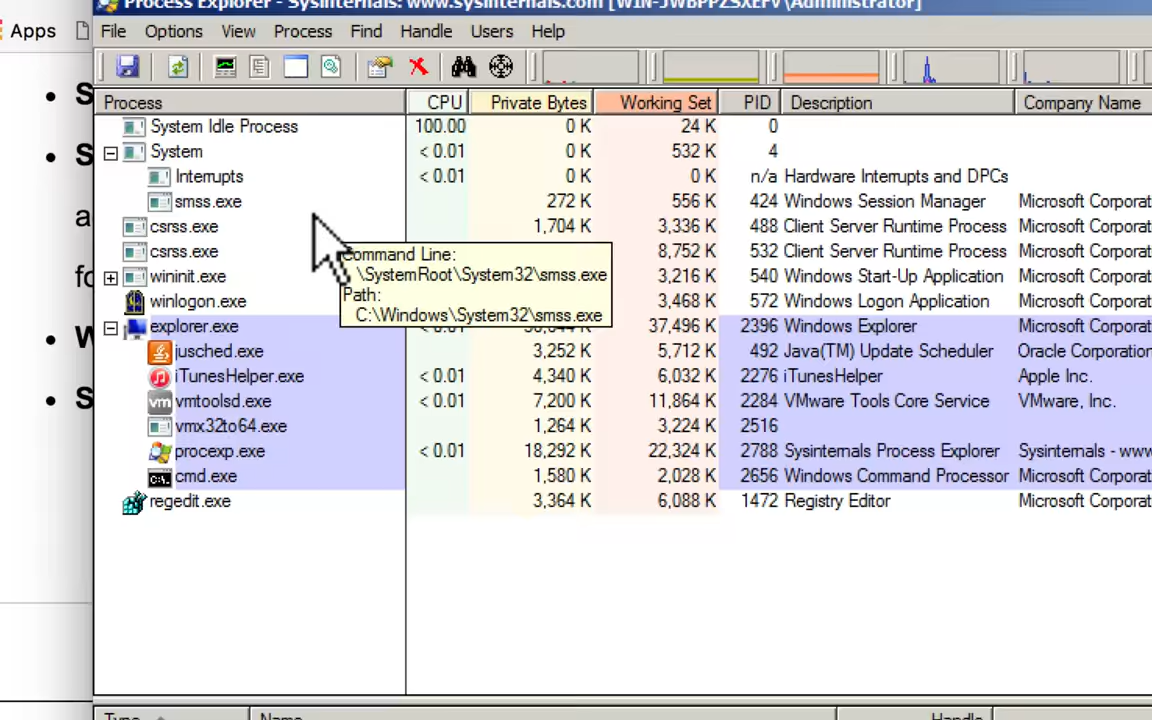 Process Explorer - Sysinternals: www.sysinternals.com [WIN-JWBPPZSXEFV\Administrator]
Apps
File Options View Process Find Handle Users Help
Process CPU Private Bytes Working Set PID Description Company Name
System Idle Process 100.00 0 K 24 K 0
System < 0.01 0 K 532 K 4
Interrupts < 0.01 0 K 0 K n/a Hardware Interrupts and DPCs
smss.exe 272 K 556 K 424 Windows Session Manager Microsoft Corporat
csrss.exe 1,704 K 3,336 K 488 Client Server Runtime Process Microsoft Corporat
csrss.exe 8,752 K 532 Client Server Runtime Process Microsoft Corporat
wininit.exe 3,216 K 540 Windows Start-Up Application Microsoft Corporat
winlogon.exe 3,468 K 572 Windows Logon Application Microsoft Corporat
Command Line:
\SystemRoot\System32\smss.exe
Path:
C:\Windows\System32\smss.exe
explorer.exe < 0.01 37,496 K 2396 Windows Explorer Microsoft Corporat
jusched.exe 3,252 K 5,712 K 492 Java(TM) Update Scheduler Oracle Corporation
iTunesHelper.exe < 0.01 4,340 K 6,032 K 2276 iTunesHelper Apple Inc.
vmtoolsd.exe < 0.01 7,200 K 11,864 K 2284 VMware Tools Core Service VMware, Inc.
vmx32to64.exe 1,264 K 3,224 K 2516
procexp.exe < 0.01 18,292 K 22,324 K 2788 Sysinternals Process Explorer Sysinternals - www
cmd.exe 1,580 K 2,028 K 2656 Windows Command Processor Microsoft Corporat
regedit.exe 3,364 K 6,088 K 1472 Registry Editor Microsoft Corporat
S
S
a
fo
W
S
Type Name Handle